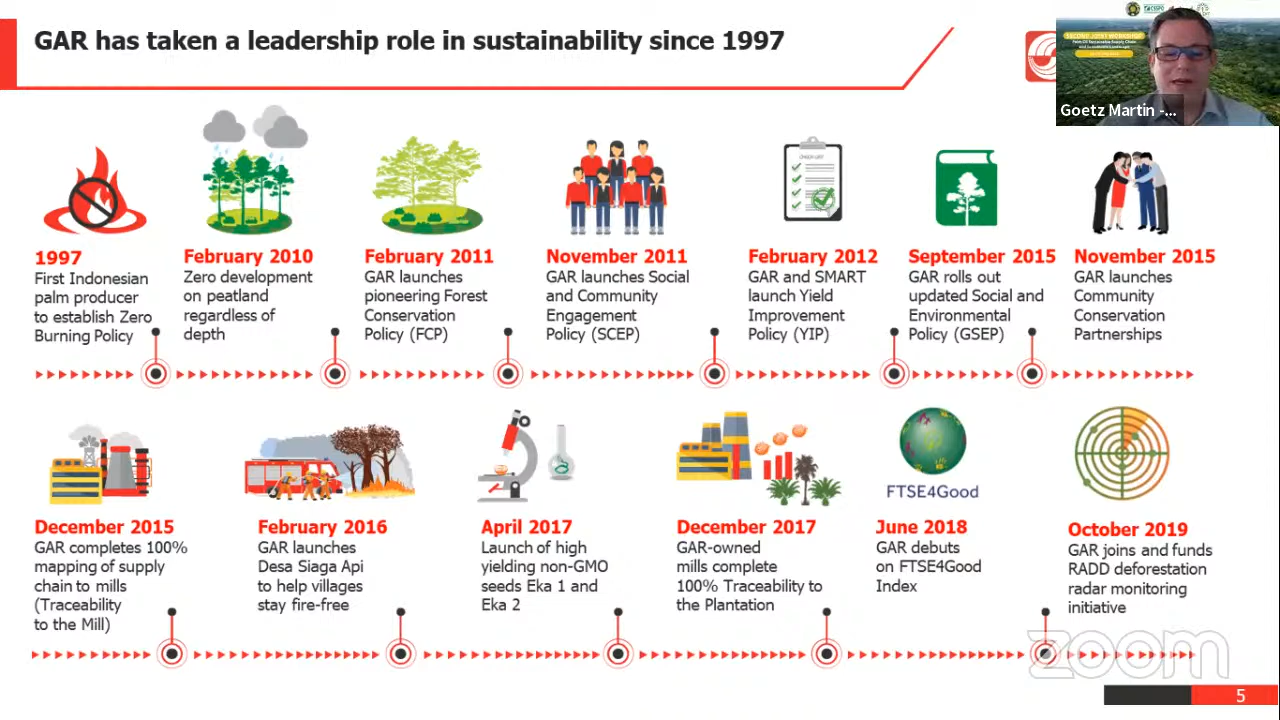 GAR has taken a leadership role in sustainability since 1997
SECOND JOINT WORKSHOP
Goetz Martin -...
CHECK LIST
1997
First Indonesian
palm producer
to establish Zero
Burning Policy
February 2010
Zero development
on peatland
regardless of
depth
February 2011
GAR launches
pioneering Forest
Conservation
Policy (FCP)
November 2011
GAR launches Social
and Community
Engagement
Policy (SCEP)
February 2012
GAR and SMART
launch Yield
Improvement
Policy (YIP)
September 2015
GAR rolls out
updated Social and
Environmental
Policy (GSEP)
November 2015
GAR launches
Community
Conservation
Partnerships
December 2015
GAR completes 100%
mapping of supply
chain to mills
(Traceability
to the Mill)
February 2016
GAR launches
Desa Siaga Api
to help villages
stay fire-free
April 2017
Launch of high
yielding non-GMO
seeds Eka 1 and
Eka 2
December 2017
GAR-owned
mills complete
100% Traceability to
the Plantation
FTSE4Good
June 2018
GAR debuts
on FTSE4Good
Index
October 2019
GAR joins and funds
RADD deforestation
radar monitoring
initiative
zoom
5